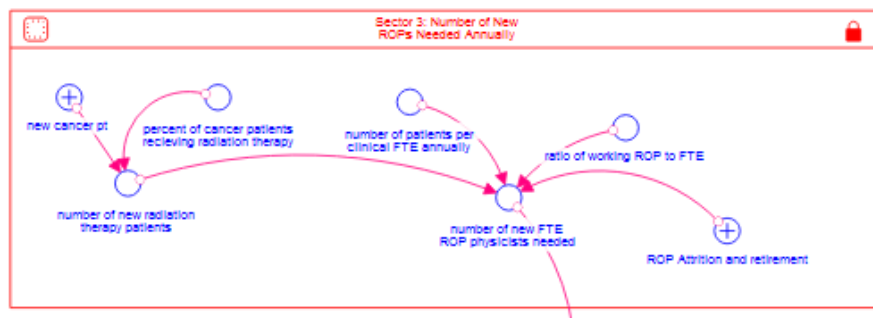 Sector 3: Number of New
ROPs Needed Annually
new cancer pt
percent of cancer patients
recieving radiation therapy
number of patients per
clinical FTE annually
ratio of working ROP to FTE
number of new radiation
therapy patients
number of new FTE
ROP physicists needed
ROP Attrition and retirement